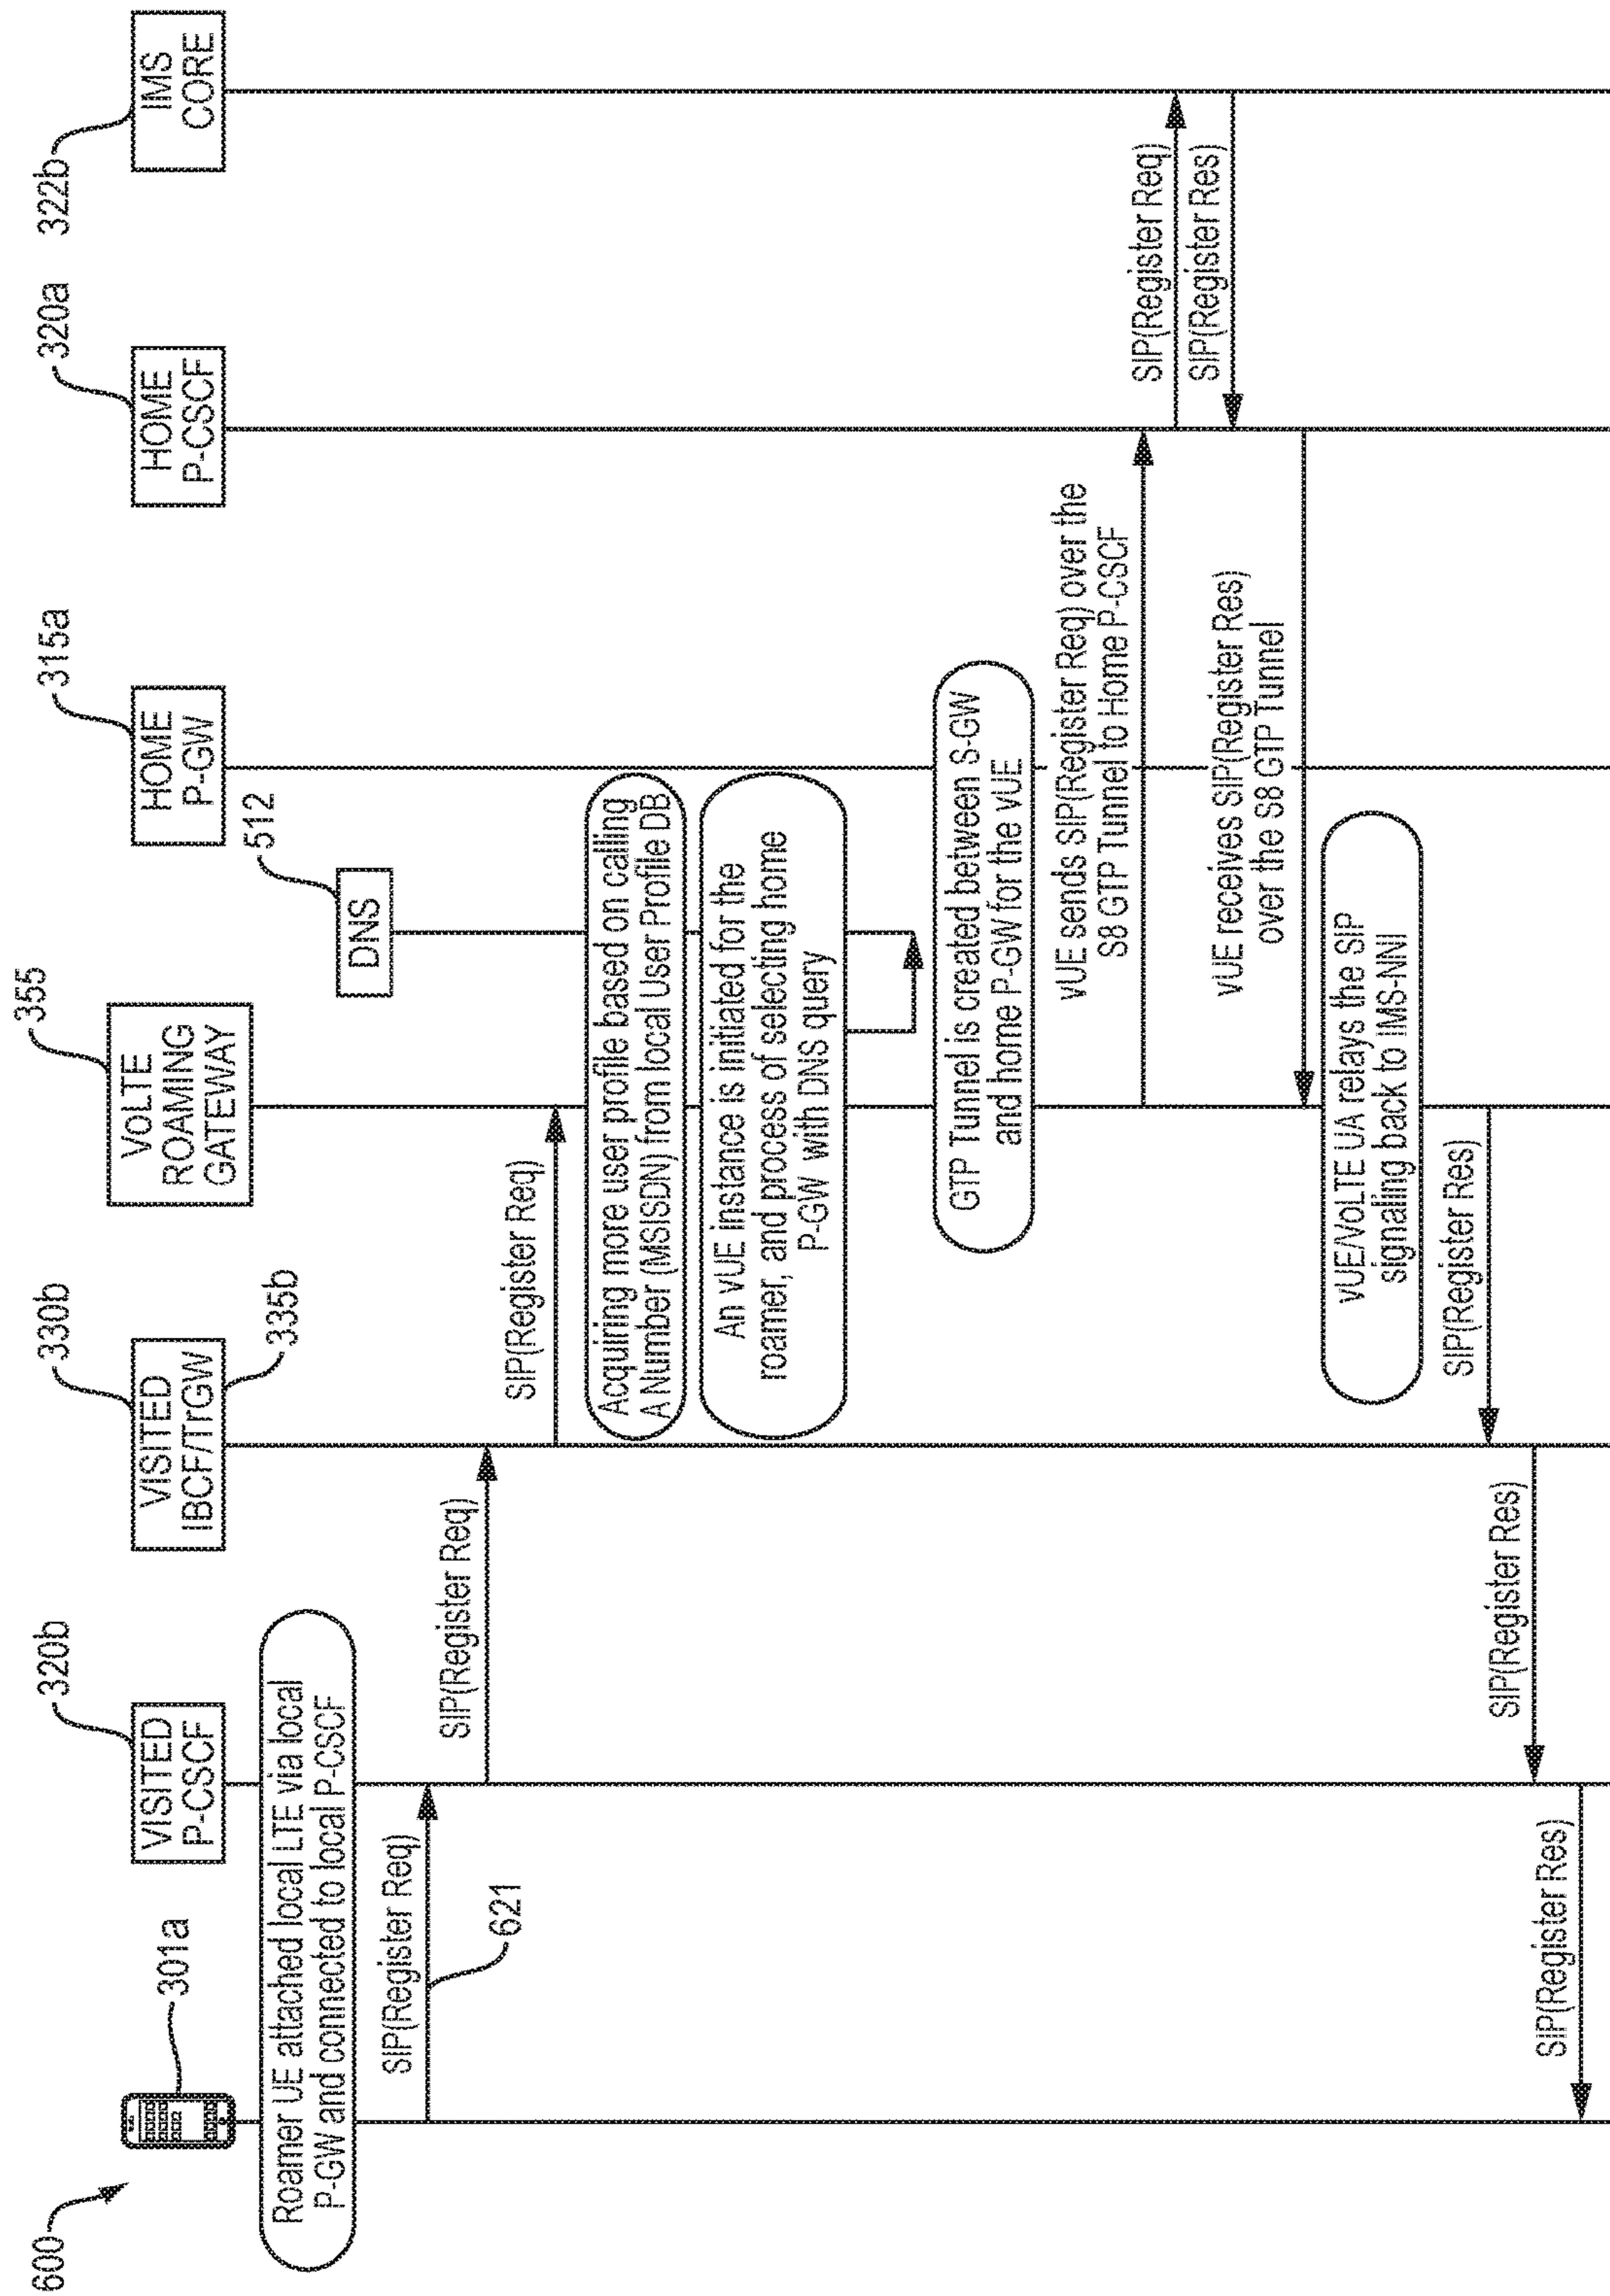 600
301a
320b
330b
335b
355
512
315a
320a
322b
VISITED
P-CSCF
VISITED
IBCF/TrGW
VoLTE
ROAMING
GATEWAY
DNS
HOME
P-GW
HOME
P-CSCF
IMS
CORE
Roamer UE attached local LTE via local
P-GW and connected to local P-CSCF
SIP(Register Req)
621
SIP(Register Req)
SIP(Register Req)
Acquiring more user profile based on calling
A Number (MSISDN) from local User Profile DB
An vUE instance is initiated for the
roamer, and process of selecting home
P-GW with DNS query
GTP Tunnel is created between S-GW
and home P-GW for the vUE
vUE sends SIP(Register Req) over the
S8 GTP Tunnel to Home P-CSCF
SIP(Register Req)
SIP(Register Res)
vUE receives SIP(Register Res)
over the S8 GTP Tunnel
vUE/VoLTE UA relays the SIP
signaling back to IMS-NNI
SIP(Register Res)
SIP(Register Res)
SIP(Register Res)